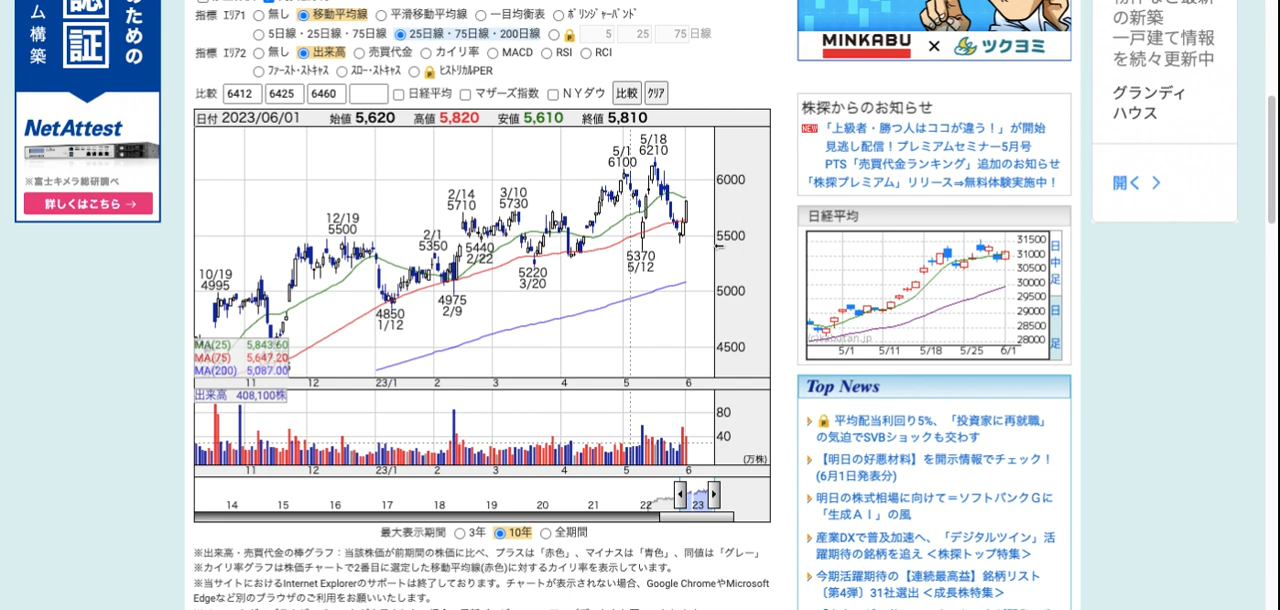 認
証
ム構築
のための
NetAttest
※富士キメラ総研調べ
詳しくはこちら →
指標 ｴﾘｱ1 無し 移動平均線 平滑移動平均線 一目均衡表 ﾎﾞﾘﾝｼﾞｬｰﾊﾞﾝﾄﾞ
5日線・25日線・75日線 25日線・75日線・200日線 5 25 75 日線
指標 ｴﾘｱ2 無し 出来高 売買代金 カイリ率 MACD RSI RCI
ﾌｧｰｽﾄ･ｽﾄｷｬｽ ｽﾛｰ･ｽﾄｷｬｽ ﾋｽﾄﾘｶﾙPER
比較 6412 6425 6460 日経平均 マザーズ指数 ＮＹダウ 比較 ｸﾘｱ
日付 2023/06/01 始値 5,620 高値 5,820 安値 5,610 終値 5,810
10/19
4995
12/19
5500
4850
1/12
2/1
5350
4975
2/9
2/14
5710
5440
2/22
3/10
5730
5220
3/20
5/1
6100
5370
5/12
5/18
6210
6000
5500
5000
4500
MA(25) 5,843.60
MA(75) 5,647.20
MA(200) 5,087.00
11 12 23/1 2 3 4 5 6
出来高 408,100株
80
40
(万株)
11 12 23/1 2 3 4 5 6
14 15 16 17 18 19 20 21 22 23
最大表示期間 3年 10年 全期間
※出来高・売買代金の棒グラフ：当該株価が前期間の株価に比べ、プラスは「赤色」、マイナスは「青色」、同値は「グレー」
※カイリ率グラフは株価チャートで2番目に選定した移動平均線(赤色)に対するカイリ率を表示しています。
※当サイトにおけるInternet Explorerのサポートは終了しております。チャートが表示されない場合、Google ChromeやMicrosoft
Edgeなど別のブラウザのご利用をお願いいたします。
MINKABU × ツクヨミ
株探からのお知らせ
NEW 「上級者・勝つ人はココが違う！」が開始
見逃し配信！プレミアムセミナー5月号
PTS「売買代金ランキング」追加のお知らせ
「株探プレミアム」リリース⇒無料体験実施中！
日経平均
31500
31000
30500
30000
29500
29000
28500
28000
5/1 5/11 5/18 5/25 6/1
日中足
日足
Top News
平均配当利回り5%、「投資家に再就職」
の気迫でSVBショックも交わす
【明日の好悪材料】を開示情報でチェック！
(6月1日発表分)
明日の株式相場に向けて＝ソフトバンクＧに
「生成ＡＩ」の風
産業DXで普及加速へ、「デジタルツイン」活
躍期待の銘柄を追え ＜株探トップ特集＞
今期活躍期待の【連続最高益】銘柄リスト
〔第4弾〕31社選出 ＜成長株特集＞
の新築
一戸建て情報
を続々更新中
グランディ
ハウス
開く